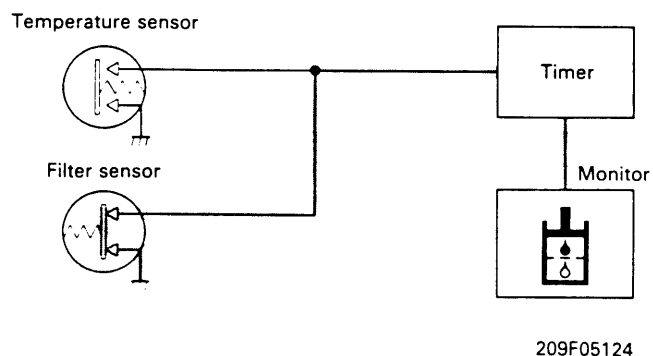 Temperature sensor
Timer
Filter sensor
Monitor
209F05124